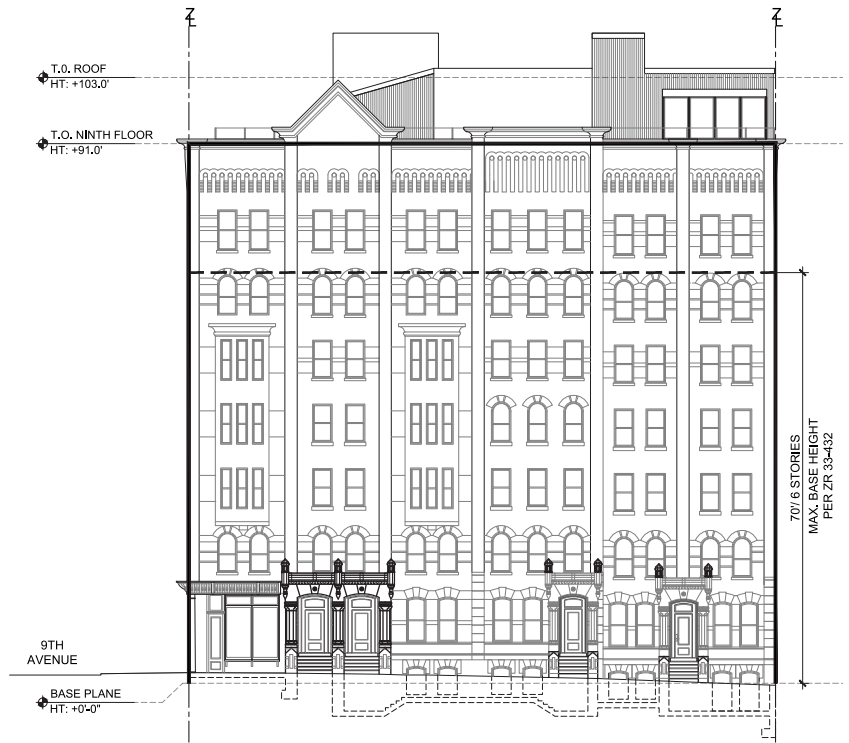 T.O. ROOF
HT: +103.0'
T.O. NINTH FLOOR
HT: +91.0'
70'/ 6 STORIES
MAX. BASE HEIGHT
PER ZR 33-432
9TH
AVENUE
BASE PLANE
HT: +0'-0"